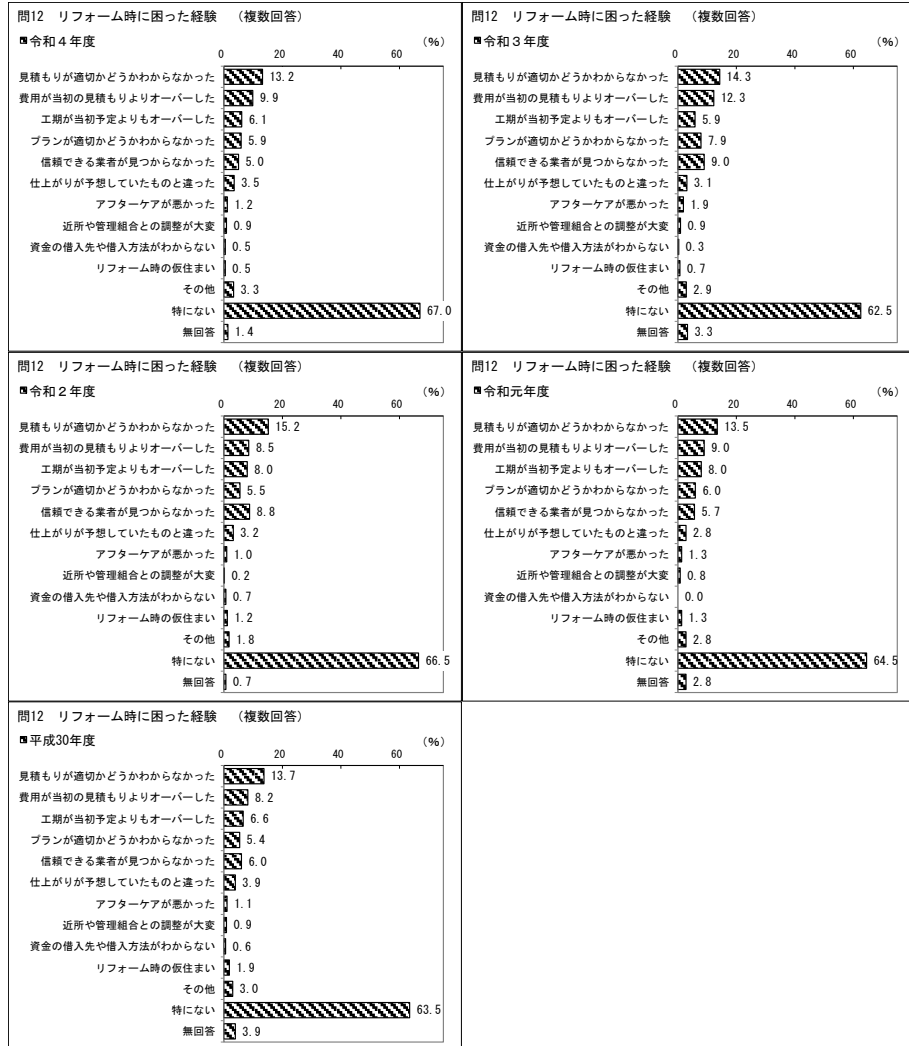 問12 リフォーム時に困った経験 （複数回答）
令和４年度
(%)
0 20 40 60
見積もりが適切かどうかわからなかった 13.2
費用が当初の見積もりよりオーバーした 9.9
工期が当初予定よりもオーバーした 6.1
プランが適切かどうかわからなかった 5.9
信頼できる業者が見つからなかった 5.0
仕上がりが予想していたものと違った 3.5
アフターケアが悪かった 1.2
近所や管理組合との調整が大変 0.9
資金の借入先や借入方法がわからない 0.5
リフォーム時の仮住まい 0.5
その他 3.3
特にない 67.0
無回答 1.4
問12 リフォーム時に困った経験 （複数回答）
令和３年度
(%)
0 20 40 60
見積もりが適切かどうかわからなかった 14.3
費用が当初の見積もりよりオーバーした 12.3
工期が当初予定よりもオーバーした 5.9
プランが適切かどうかわからなかった 7.9
信頼できる業者が見つからなかった 9.0
仕上がりが予想していたものと違った 3.1
アフターケアが悪かった 1.9
近所や管理組合との調整が大変 0.9
資金の借入先や借入方法がわからない 0.3
リフォーム時の仮住まい 0.7
その他 2.9
特にない 62.5
無回答 3.3
問12 リフォーム時に困った経験 （複数回答）
令和２年度
(%)
0 20 40 60
見積もりが適切かどうかわからなかった 15.2
費用が当初の見積もりよりオーバーした 8.5
工期が当初予定よりもオーバーした 8.0
プランが適切かどうかわからなかった 5.5
信頼できる業者が見つからなかった 8.8
仕上がりが予想していたものと違った 3.2
アフターケアが悪かった 1.0
近所や管理組合との調整が大変 0.2
資金の借入先や借入方法がわからない 0.7
リフォーム時の仮住まい 1.2
その他 1.8
特にない 66.5
無回答 0.7
問12 リフォーム時に困った経験 （複数回答）
令和元年度
(%)
0 20 40 60
見積もりが適切かどうかわからなかった 13.5
費用が当初の見積もりよりオーバーした 9.0
工期が当初予定よりもオーバーした 8.0
プランが適切かどうかわからなかった 6.0
信頼できる業者が見つからなかった 5.7
仕上がりが予想していたものと違った 2.8
アフターケアが悪かった 1.3
近所や管理組合との調整が大変 0.8
資金の借入先や借入方法がわからない 0.0
リフォーム時の仮住まい 1.3
その他 2.8
特にない 64.5
無回答 2.8
問12 リフォーム時に困った経験 （複数回答）
平成30年度
(%)
0 20 40 60
見積もりが適切かどうかわからなかった 13.7
費用が当初の見積もりよりオーバーした 8.2
工期が当初予定よりもオーバーした 6.6
プランが適切かどうかわからなかった 5.4
信頼できる業者が見つからなかった 6.0
仕上がりが予想していたものと違った 3.9
アフターケアが悪かった 1.1
近所や管理組合との調整が大変 0.9
資金の借入先や借入方法がわからない 0.6
リフォーム時の仮住まい 1.9
その他 3.0
特にない 63.5
無回答 3.9